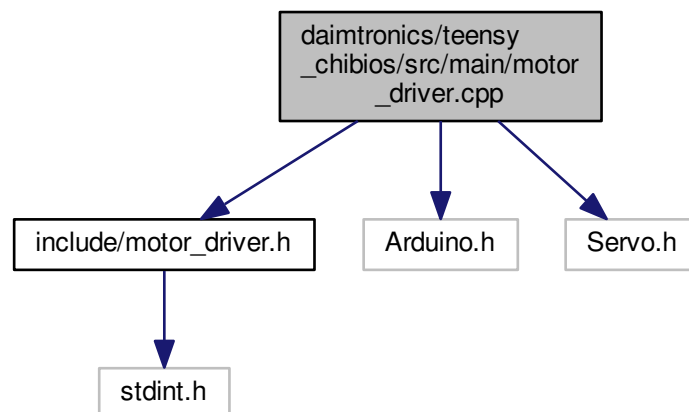 daimtronics/teensy
_chibios/src/main/motor
_driver.cpp
include/motor_driver.h
Arduino.h
Servo.h
stdint.h